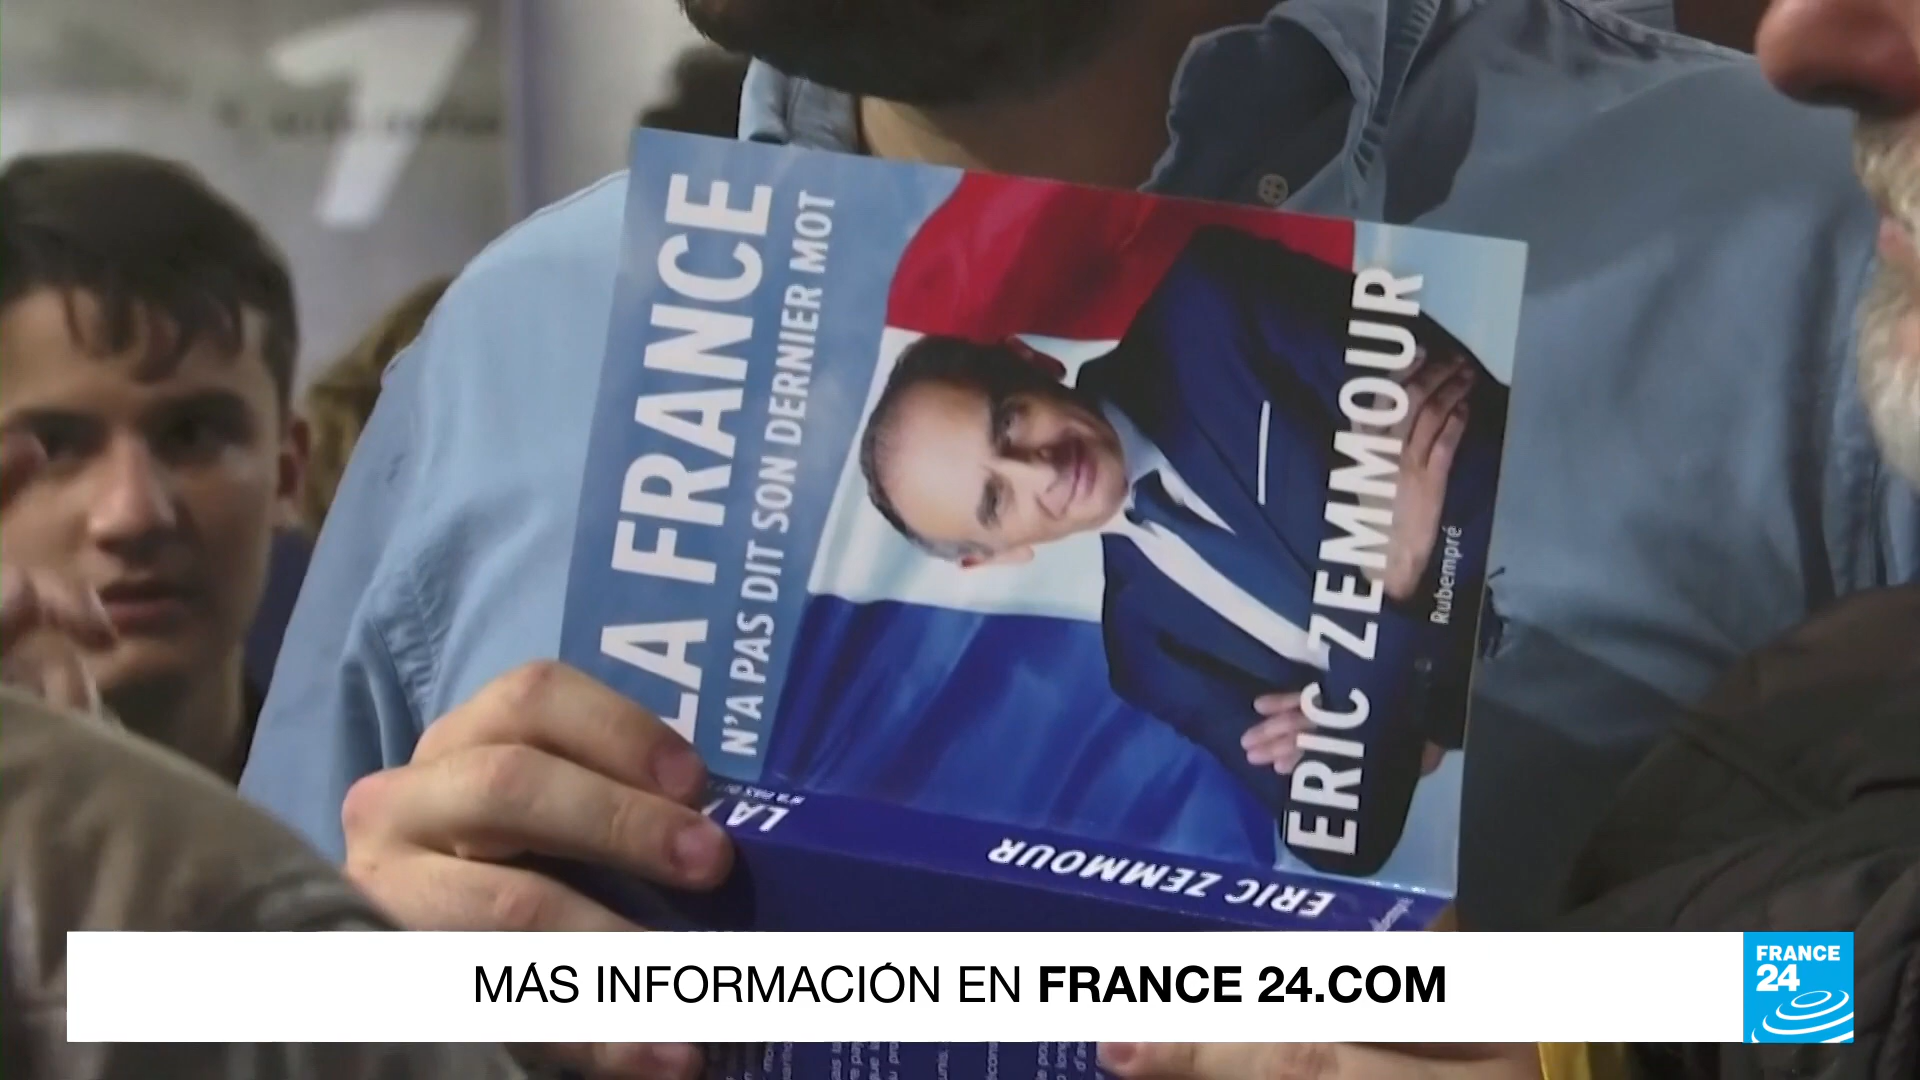 LA FRANCE
N'A PAS DIT SON DERNIER MOT
ERIC ZEMMOUR
Rubempré
ERIC ZEMMOUR
LA
MÁS INFORMACIÓN EN FRANCE 24.COM
FRANCE
24